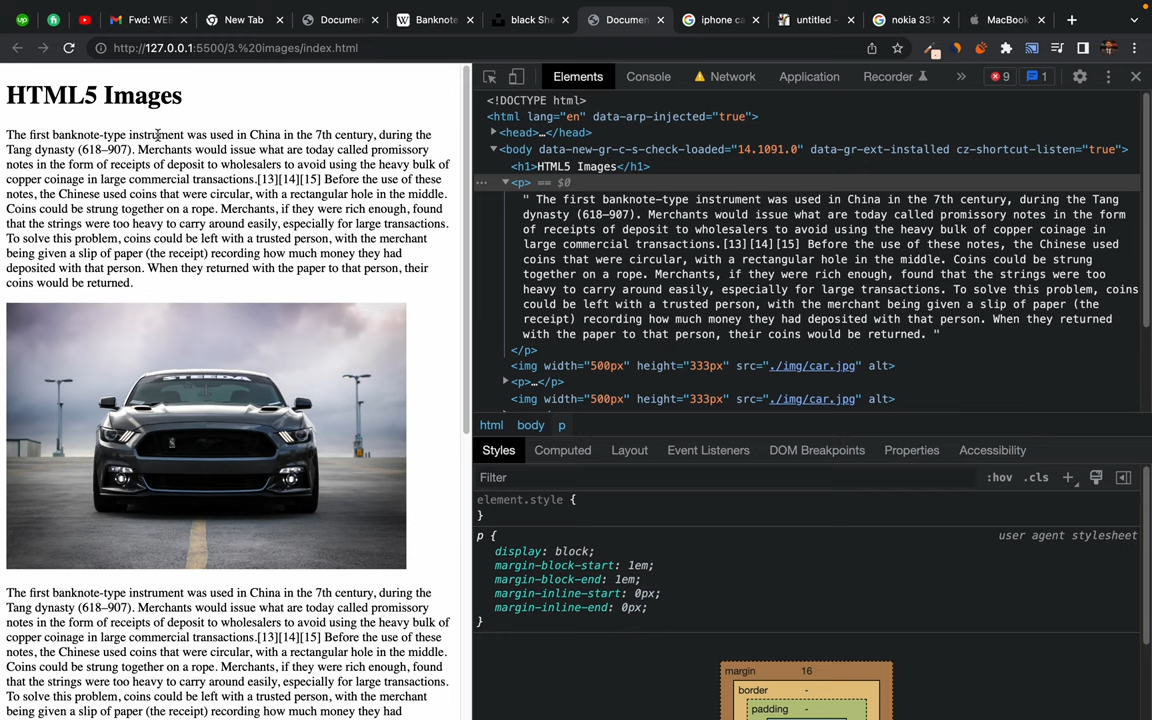 Fwd: WEB
New Tab
Documen
Banknote
black She
Documen
iphone ca
untitled -
nokia 331
MacBook
http://127.0.0.1:5500/3.%20images/index.html
HTML5 Images
The first banknote-type instrument was used in China in the 7th century, during the
Tang dynasty (618–907). Merchants would issue what are today called promissory
notes in the form of receipts of deposit to wholesalers to avoid using the heavy bulk of
copper coinage in large commercial transactions.[13][14][15] Before the use of these
notes, the Chinese used coins that were circular, with a rectangular hole in the middle.
Coins could be strung together on a rope. Merchants, if they were rich enough, found
that the strings were too heavy to carry around easily, especially for large transactions.
To solve this problem, coins could be left with a trusted person, with the merchant
being given a slip of paper (the receipt) recording how much money they had
deposited with that person. When they returned with the paper to that person, their
coins would be returned.
STEEDA
The first banknote-type instrument was used in China in the 7th century, during the
Tang dynasty (618–907). Merchants would issue what are today called promissory
notes in the form of receipts of deposit to wholesalers to avoid using the heavy bulk of
copper coinage in large commercial transactions.[13][14][15] Before the use of these
notes, the Chinese used coins that were circular, with a rectangular hole in the middle.
Coins could be strung together on a rope. Merchants, if they were rich enough, found
that the strings were too heavy to carry around easily, especially for large transactions.
To solve this problem, coins could be left with a trusted person, with the merchant
being given a slip of paper (the receipt) recording how much money they had
Elements
Console
Network
Application
Recorder
9
1
<!DOCTYPE html>
<html lang="en" data-arp-injected="true">
<head>…</head>
<body data-new-gr-c-s-check-loaded="14.1091.0" data-gr-ext-installed cz-shortcut-listen="true">
<h1>HTML5 Images</h1>
<p> == $0
" The first banknote-type instrument was used in China in the 7th century, during the Tang
dynasty (618–907). Merchants would issue what are today called promissory notes in the form
of receipts of deposit to wholesalers to avoid using the heavy bulk of copper coinage in
large commercial transactions.[13][14][15] Before the use of these notes, the Chinese used
coins that were circular, with a rectangular hole in the middle. Coins could be strung
together on a rope. Merchants, if they were rich enough, found that the strings were too
heavy to carry around easily, especially for large transactions. To solve this problem, coins
could be left with a trusted person, with the merchant being given a slip of paper (the
receipt) recording how much money they had deposited with that person. When they returned
with the paper to that person, their coins would be returned. "
</p>
<img width="500px" height="333px" src="./img/car.jpg" alt>
<p>…</p>
<img width="500px" height="333px" src="./img/car.jpg" alt>
html body p
Styles
Computed
Layout
Event Listeners
DOM Breakpoints
Properties
Accessibility
Filter
:hov .cls
element.style {
}
p {
user agent stylesheet
display: block;
margin-block-start: 1em;
margin-block-end: 1em;
margin-inline-start: 0px;
margin-inline-end: 0px;
}
margin 16
border -
padding -